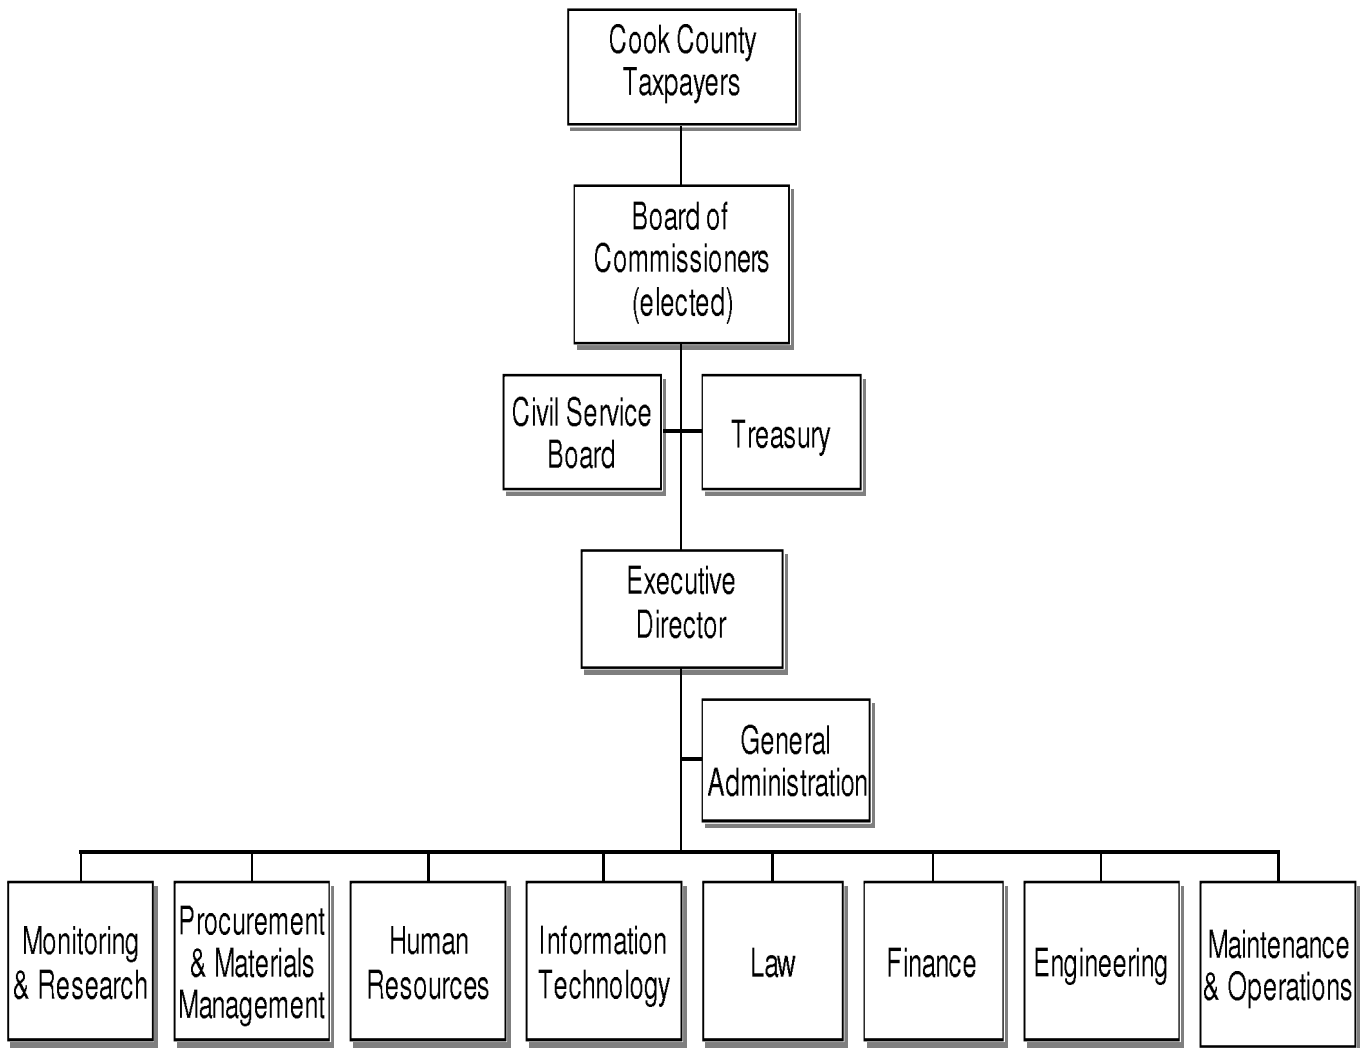 Cook County
Taxpayers
Board of
Commissioners
(elected)
Civil Service
Board
Treasury
Executive
Director
General
Administration
Monitoring
& Research
Procurement
& Materials
Management
Human
Resources
Information
Technology
Law
Finance
Engineering
Maintenance
& Operations